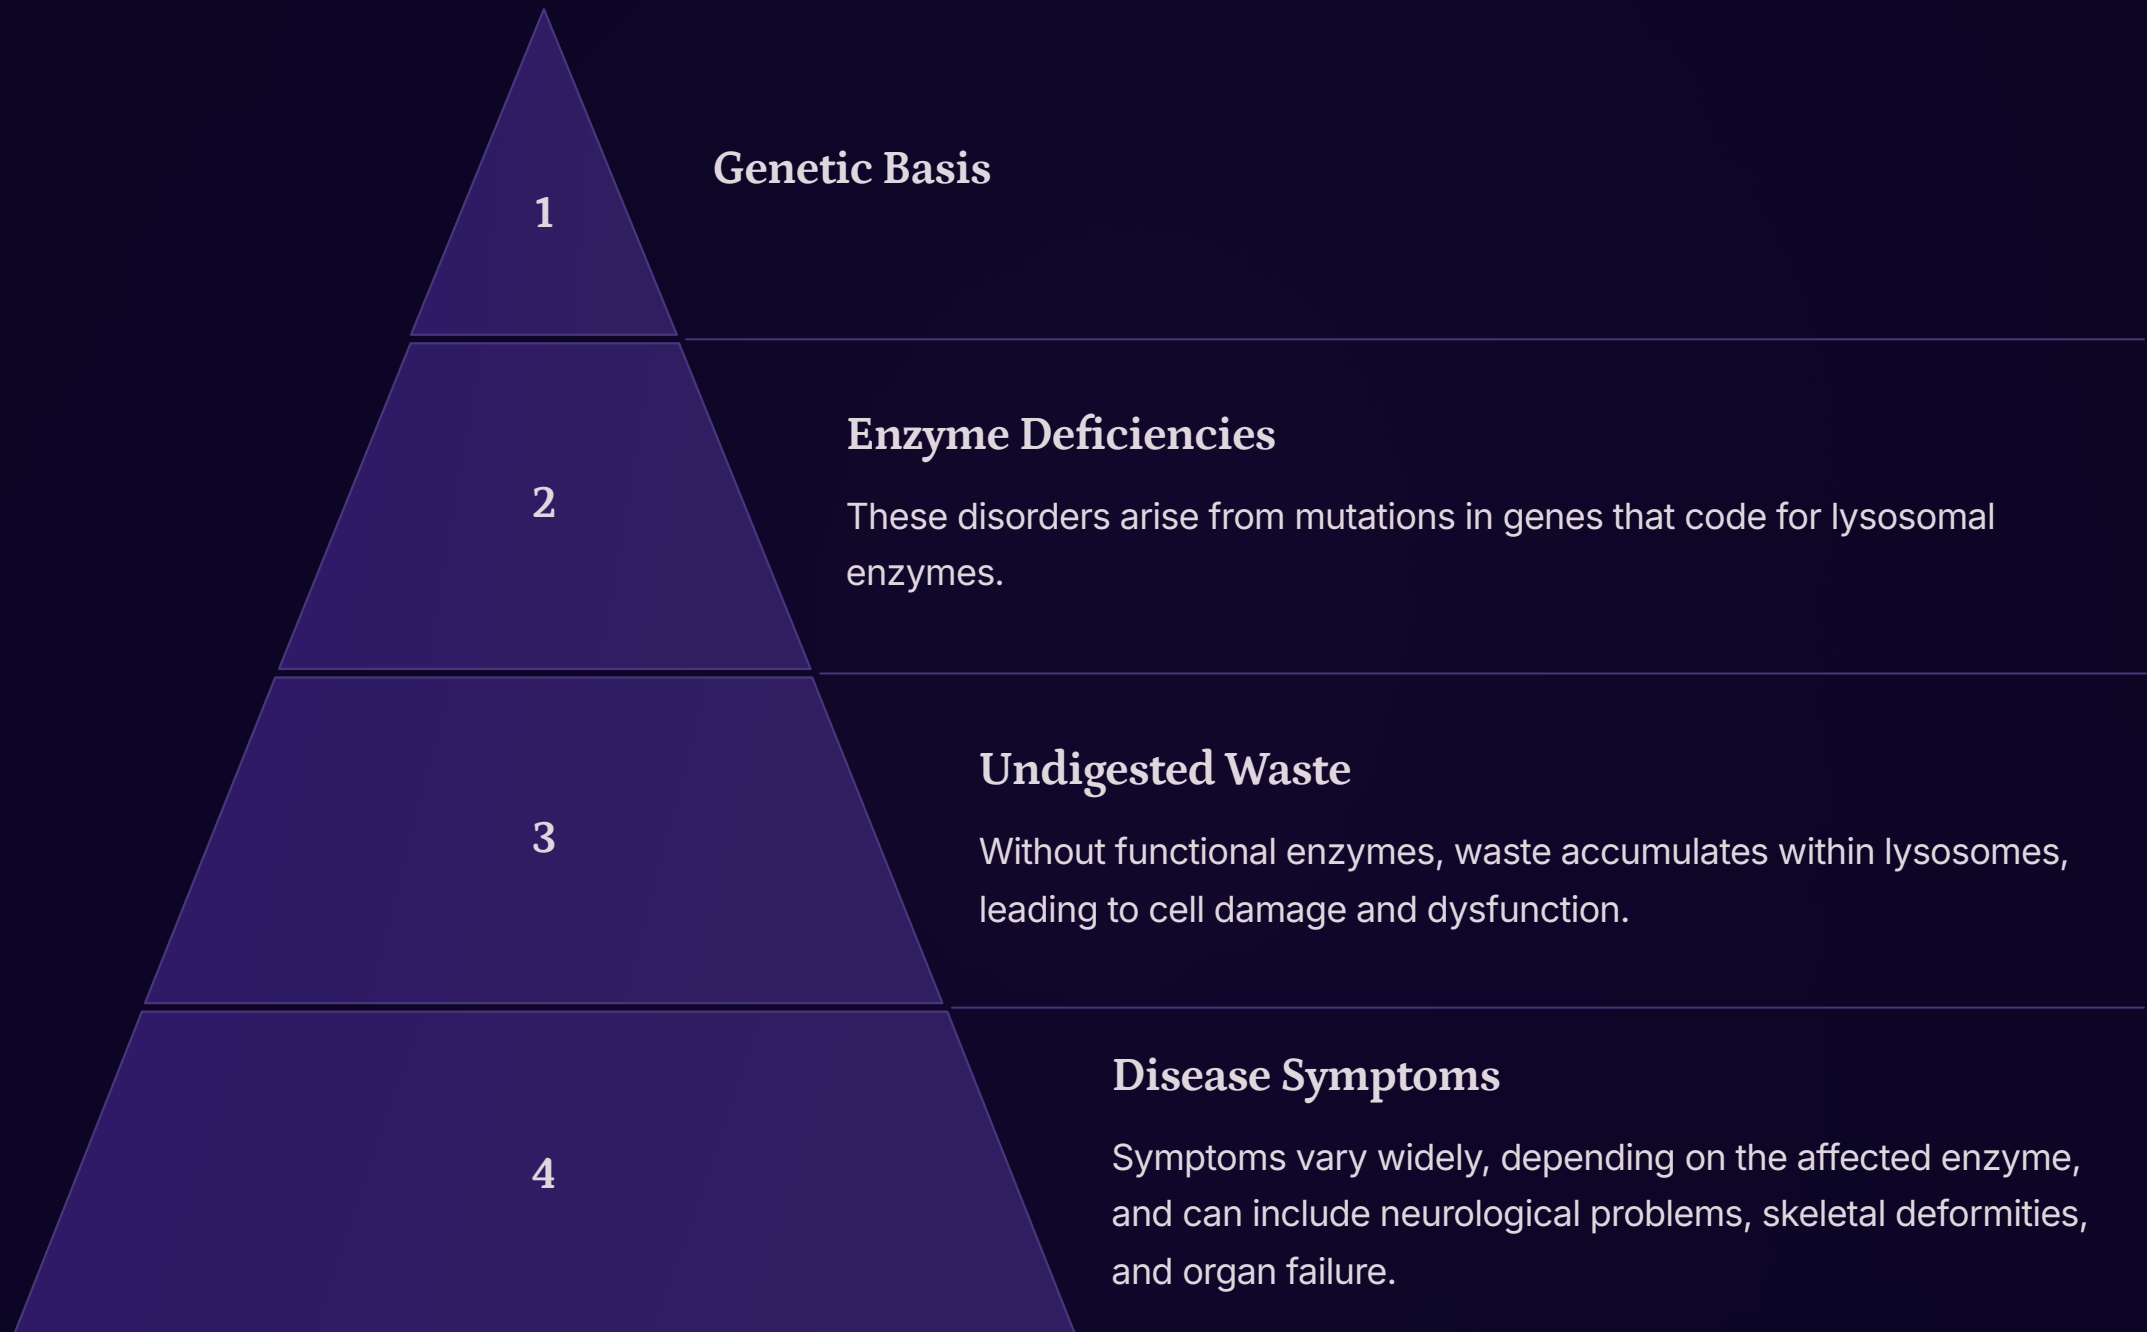 1
Genetic Basis
2
Enzyme Deficiencies
These disorders arise from mutations in genes that code for lysosomal
enzymes.
3
Undigested Waste
Without functional enzymes, waste accumulates within lysosomes,
leading to cell damage and dysfunction.
4
Disease Symptoms
Symptoms vary widely, depending on the affected enzyme,
and can include neurological problems, skeletal deformities,
and organ failure.